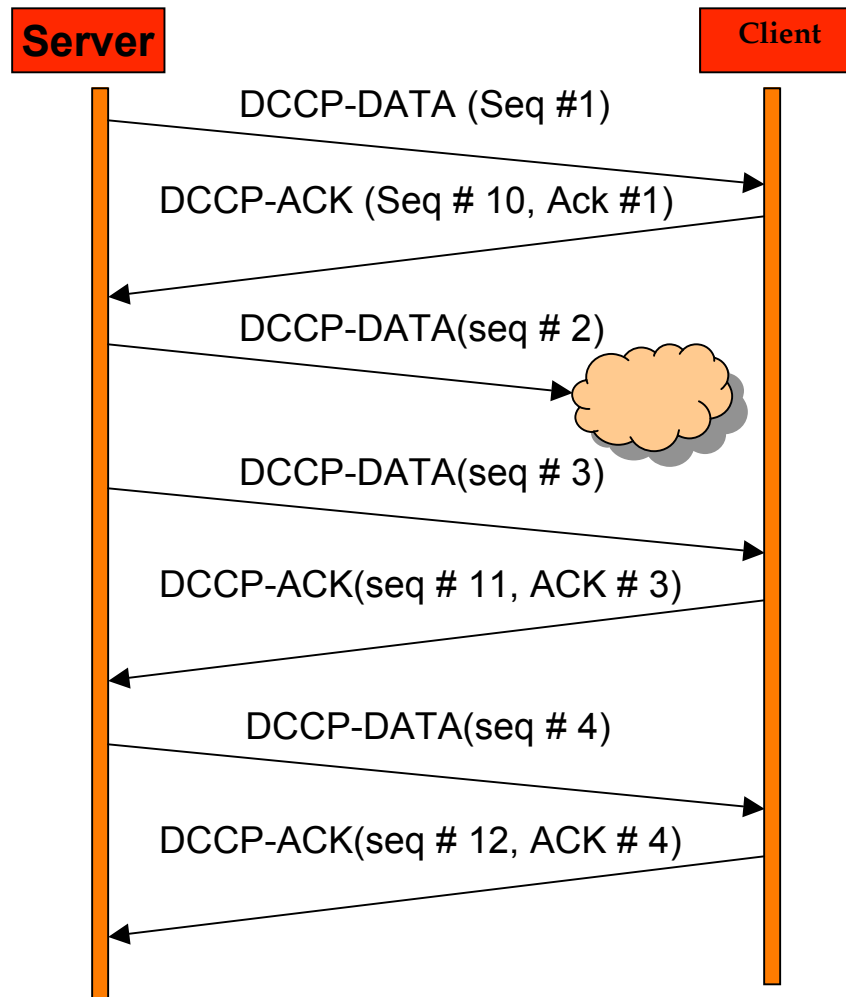 Server
Client
DCCP-DATA (Seq #1)
DCCP-ACK (Seq # 10, Ack #1)
DCCP-DATA(seq # 2)
DCCP-DATA(seq # 3)
DCCP-ACK(seq # 11, ACK # 3)
DCCP-DATA(seq # 4)
DCCP-ACK(seq # 12, ACK # 4)